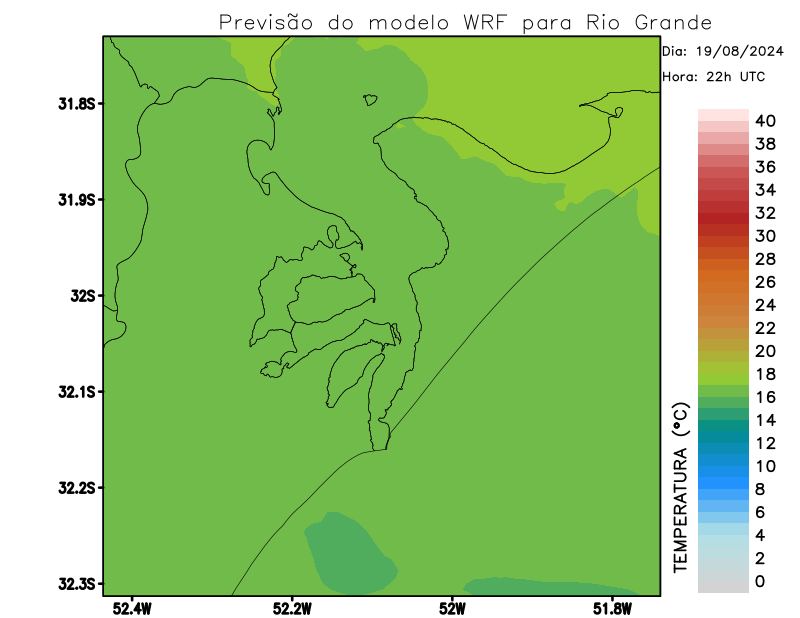 Previsão do modelo WRF para Rio Grande
Dia: 19/08/2024
Hora: 22h UTC
31.8S
31.9S
32S
32.1S
32.2S
32.3S
52.4W
52.2W
52W
51.8W
TEMPERATURA (°C)
40
38
36
34
32
30
28
26
24
22
20
18
16
14
12
10
8
6
4
2
0